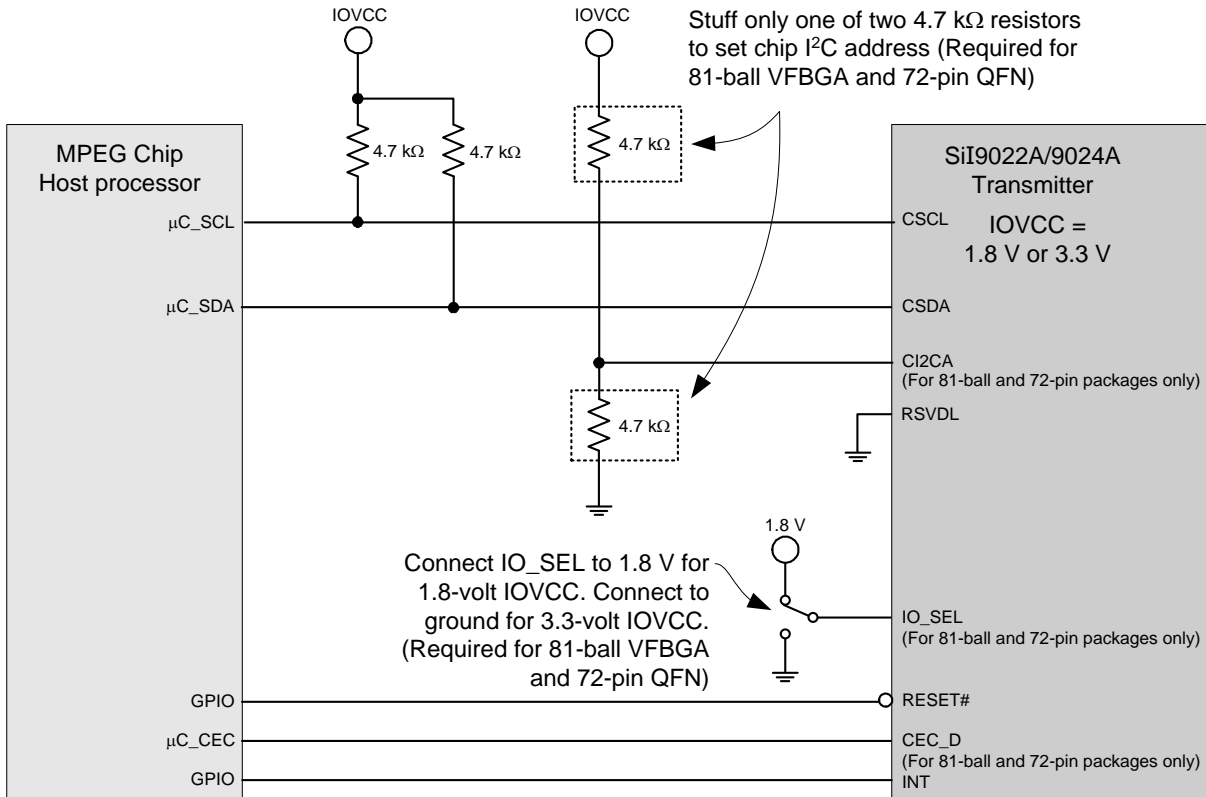 IOVCC
IOVCC
Stuff only one of two 4.7 kΩ resistors
to set chip I²C address (Required for
81-ball VFBGA and 72-pin QFN)
MPEG Chip
Host processor
4.7 kΩ
4.7 kΩ
4.7 kΩ
SiI9022A/9024A
Transmitter
IOVCC =
1.8 V or 3.3 V
μC_SCL
CSCL
μC_SDA
CSDA
CI2CA
(For 81-ball and 72-pin packages only)
4.7 kΩ
RSVDL
1.8 V
Connect IO_SEL to 1.8 V for
1.8-volt IOVCC. Connect to
ground for 3.3-volt IOVCC.
(Required for 81-ball VFBGA
and 72-pin QFN)
IO_SEL
(For 81-ball and 72-pin packages only)
GPIO
RESET#
μC_CEC
CEC_D
(For 81-ball and 72-pin packages only)
GPIO
INT